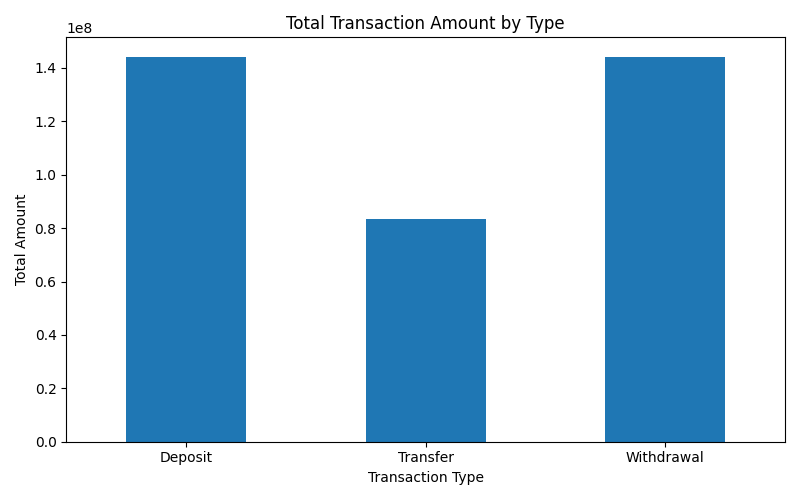 Total Transaction Amount by Type
1e8
1.4
1.2
1.0
0.8
0.6
0.4
0.2
0.0
Total Amount
Deposit Transfer Withdrawal
Transaction Type